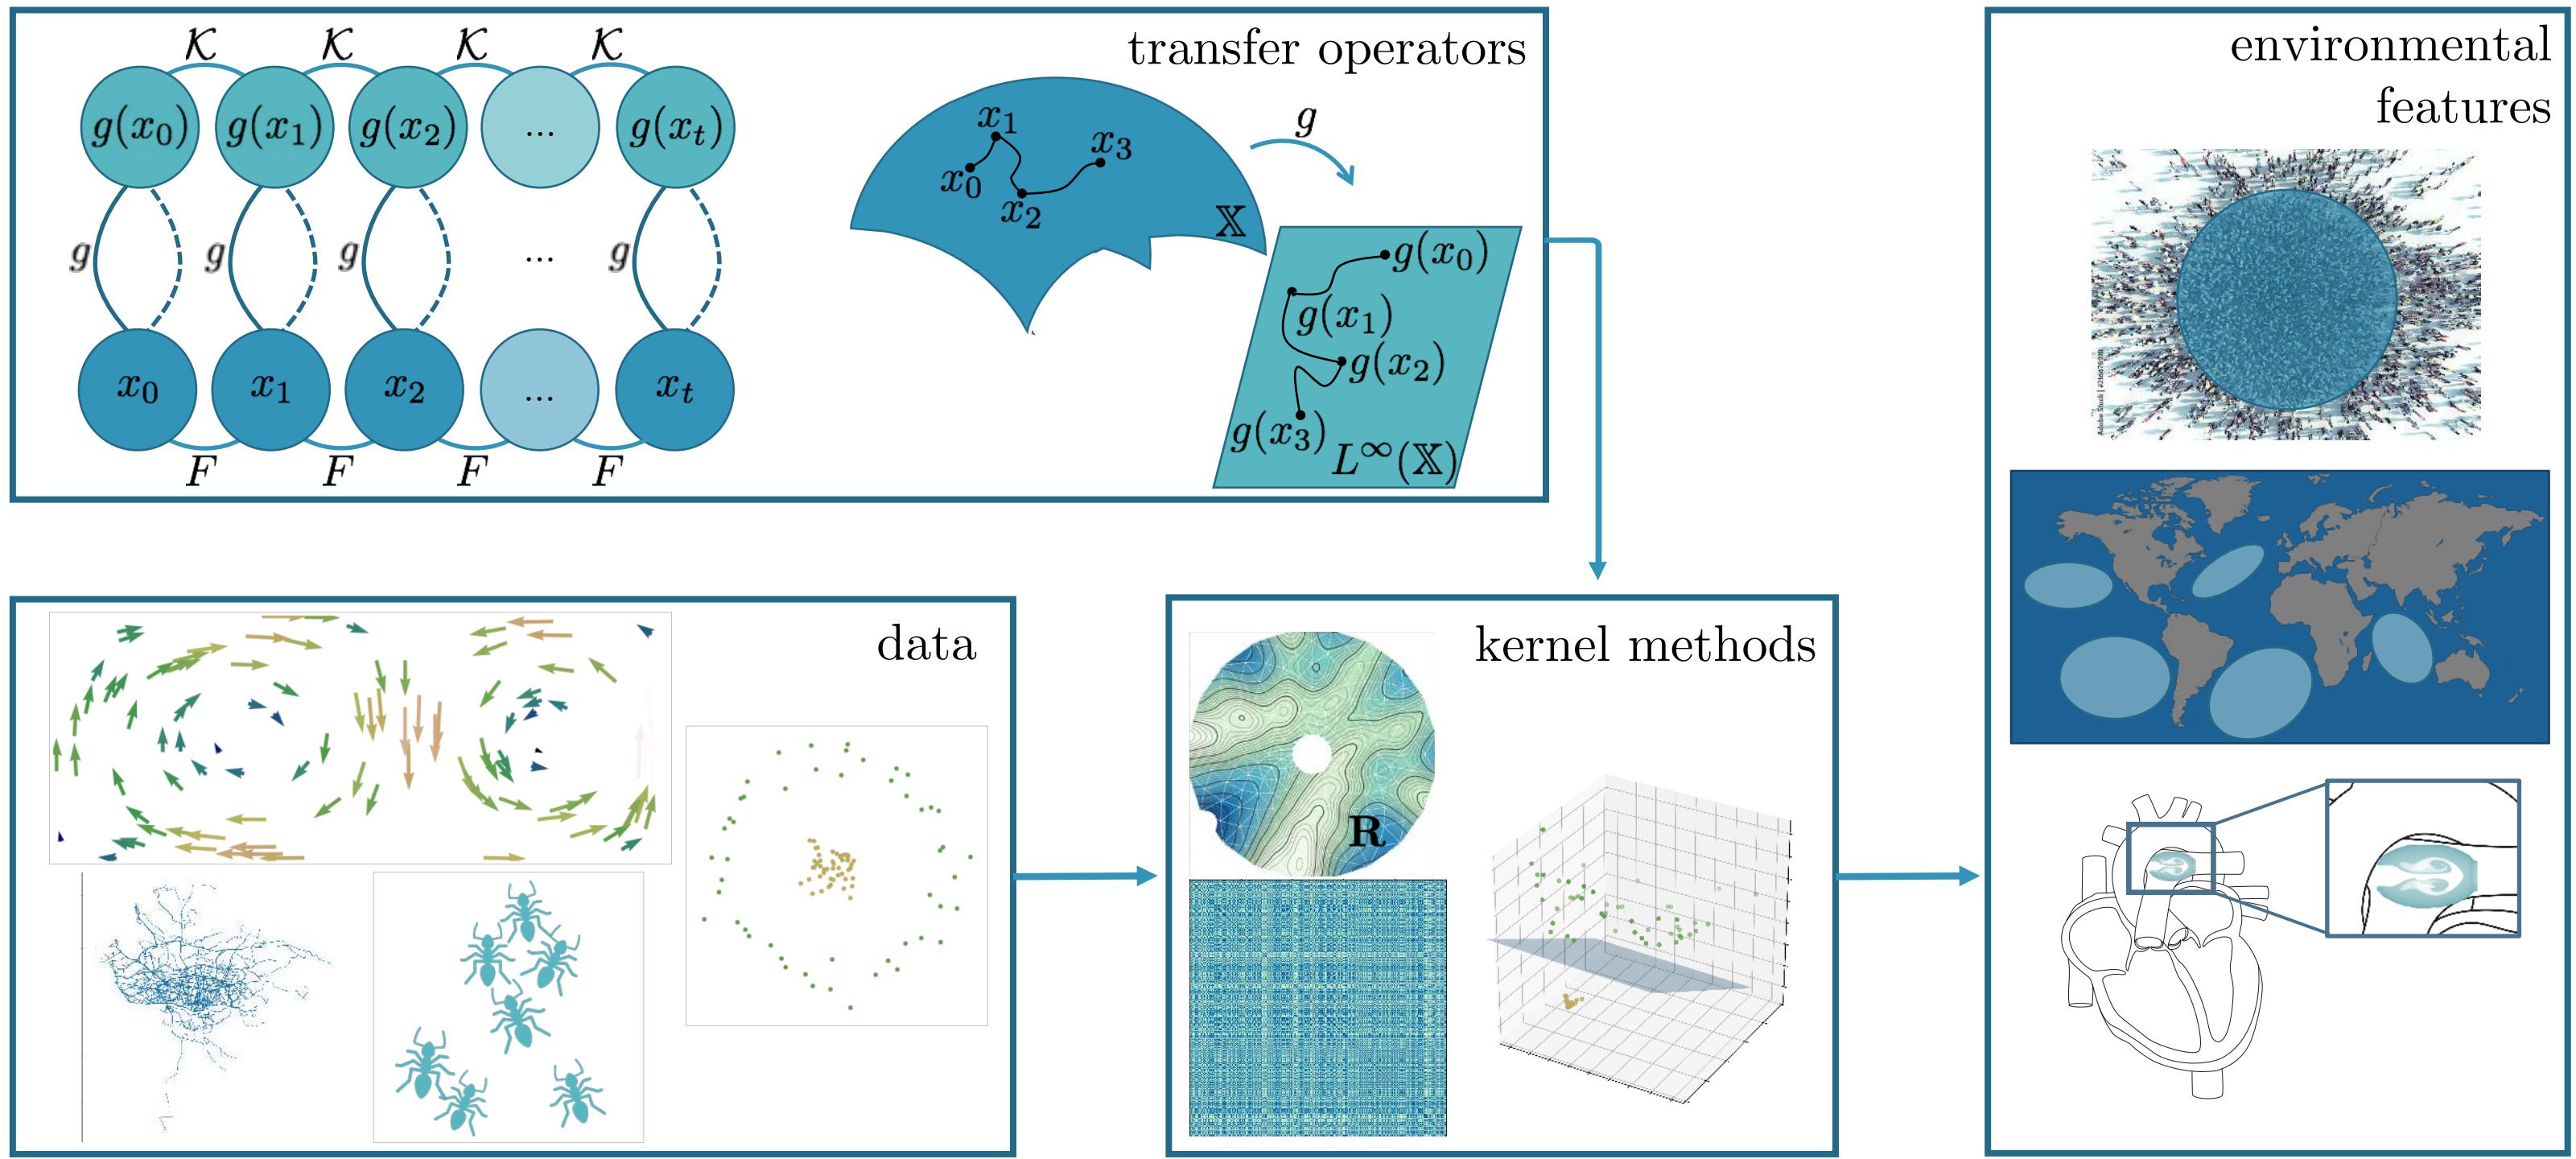 transfer operators
𝒦 𝒦 𝒦 𝒦
g(x₀) g(x₁) g(x₂) ... g(xₜ)
g g g ... g
x₀ x₁ x₂ ... xₜ
F F F F
x₀ x₁ x₂ x₃
𝕏
g
g(x₀)
g(x₁)
g(x₂)
g(x₃)
L^∞(𝕏)
data
kernel methods
R
environmental
features